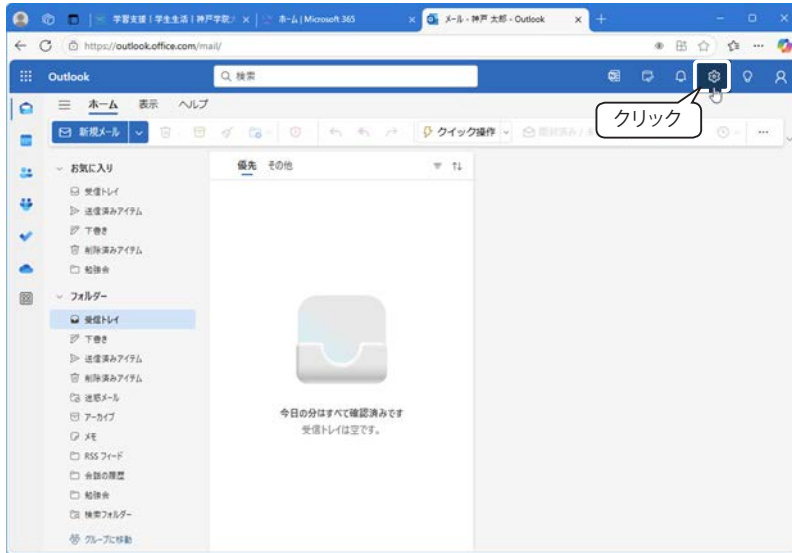 学習支援 | 学生生活 | 神戸学院
ホーム | Microsoft 365
メール - 神戸 太郎 - Outlook
https://outlook.office.com/mail/
Outlook
検索
ホーム 表示 ヘルプ
クリック
新規メール
クイック操作
お気に入り
優先 その他
受信トレイ
送信済みアイテム
下書き
削除済みアイテム
勉強会
フォルダー
受信トレイ
下書き
送信済みアイテム
削除済みアイテム
迷惑メール
アーカイブ
今日の分はすべて確認済みです
受信トレイは空です。
メモ
RSS フィード
会話の履歴
勉強会
検索フォルダー
グループに移動